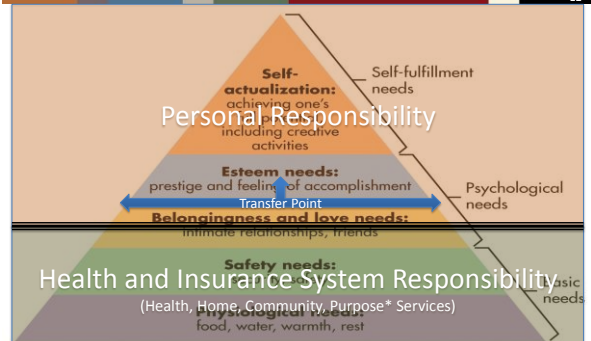 Self-
actualization:
achieving one's
including creative
activities
Personal Responsibility
Self-fulfillment
needs
Esteem needs:
prestige and feeling of accomplishment
Transfer Point
Psychological
needs
Belongingness and love needs:
intimate relationships, friends
Safety needs:
Health and Insurance System Responsibility
Basic
needs
(Health, Home, Community, Purpose* Services)
Physiological needs:
food, water, warmth, rest